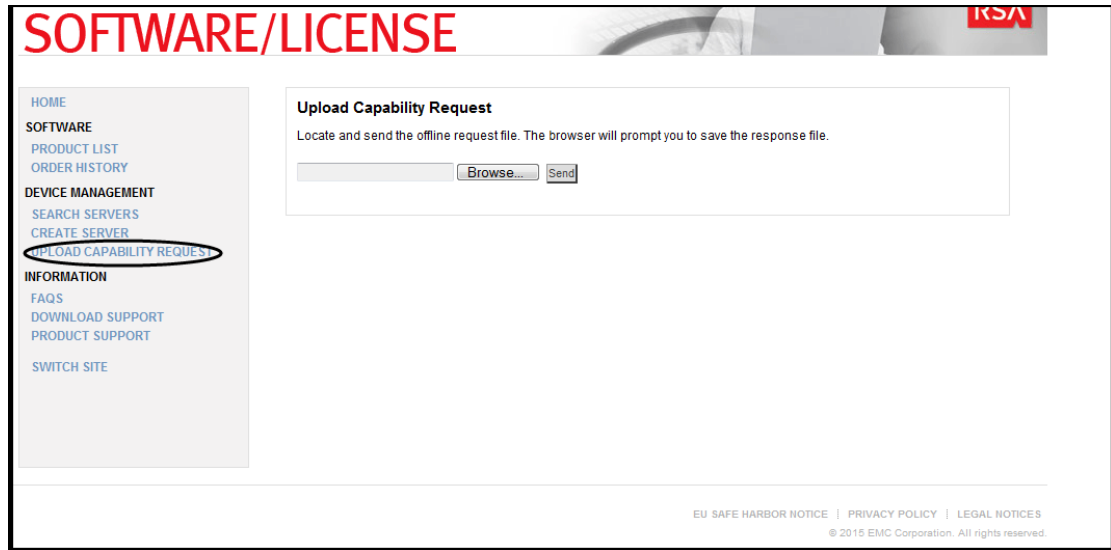 SOFTWARE/LICENSE
RSA
HOME
SOFTWARE
PRODUCT LIST
ORDER HISTORY
DEVICE MANAGEMENT
SEARCH SERVERS
CREATE SERVER
UPLOAD CAPABILITY REQUEST
INFORMATION
FAQS
DOWNLOAD SUPPORT
PRODUCT SUPPORT
SWITCH SITE
Upload Capability Request
Locate and send the offline request file. The browser will prompt you to save the response file.
Browse... Send
EU SAFE HARBOR NOTICE | PRIVACY POLICY | LEGAL NOTICES
© 2015 EMC Corporation. All rights reserved.